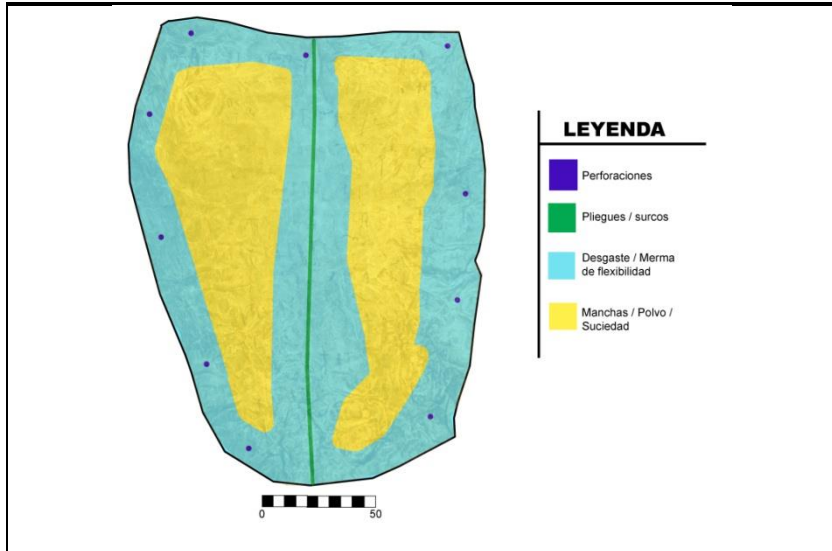 LEYENDA
Perforaciones
Pliegues / surcos
Desgaste / Merma
de flexibilidad
Manchas / Polvo /
Suciedad
0
50